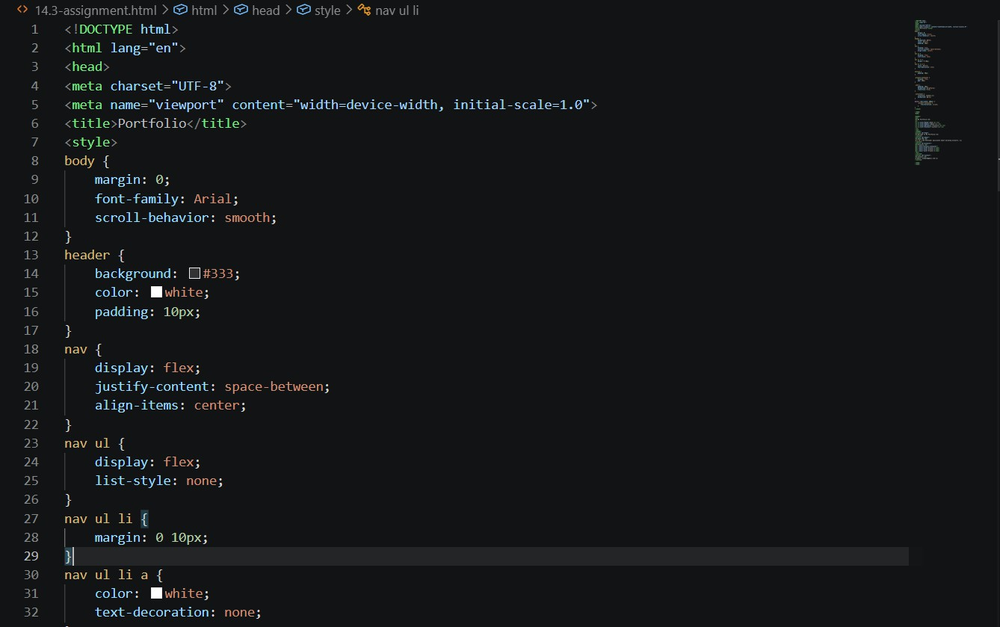 14.3-assignment.html > html > head > style > nav ul li
1 <!DOCTYPE html>
2 <html lang="en">
3 <head>
4 <meta charset="UTF-8">
5 <meta name="viewport" content="width=device-width, initial-scale=1.0">
6 <title>Portfolio</title>
7 <style>
8 body {
9     margin: 0;
10     font-family: Arial;
11     scroll-behavior: smooth;
12 }
13 header {
14     background: #333;
15     color: white;
16     padding: 10px;
17 }
18 nav {
19     display: flex;
20     justify-content: space-between;
21     align-items: center;
22 }
23 nav ul {
24     display: flex;
25     list-style: none;
26 }
27 nav ul li {
28     margin: 0 10px;
29 }
30 nav ul li a {
31     color: white;
32     text-decoration: none;